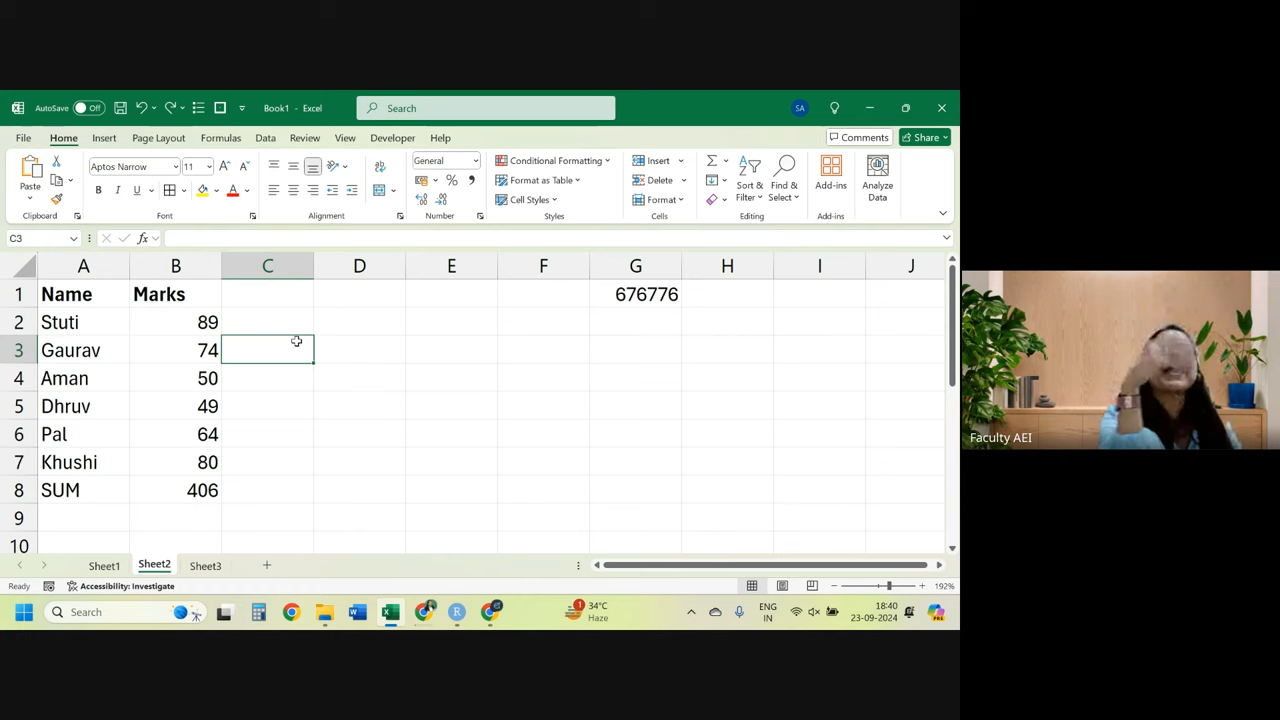 AutoSave Off Book1 - Excel Search SA
File Home Insert Page Layout Formulas Data Review View Developer Help Comments Share
Paste Aptos Narrow 11 A A General Conditional Formatting Insert Sort & Filter Find & Select Add-ins Analyze Data
B I U A % Format as Table Delete
Cell Styles Format
Clipboard Font Alignment Number Styles Cells Editing Add-ins
C3 fx
A B C D E F G H I J
1 Name Marks 676776
2 Stuti 89
3 Gaurav 74
4 Aman 50
5 Dhruv 49
6 Pal 64
7 Khushi 80
8 SUM 406
9
10
Sheet1 Sheet2 Sheet3 +
Ready Accessibility: Investigate 192%
Search 1 34°C Haze ENG IN 18:40 23-09-2024
Faculty AEI